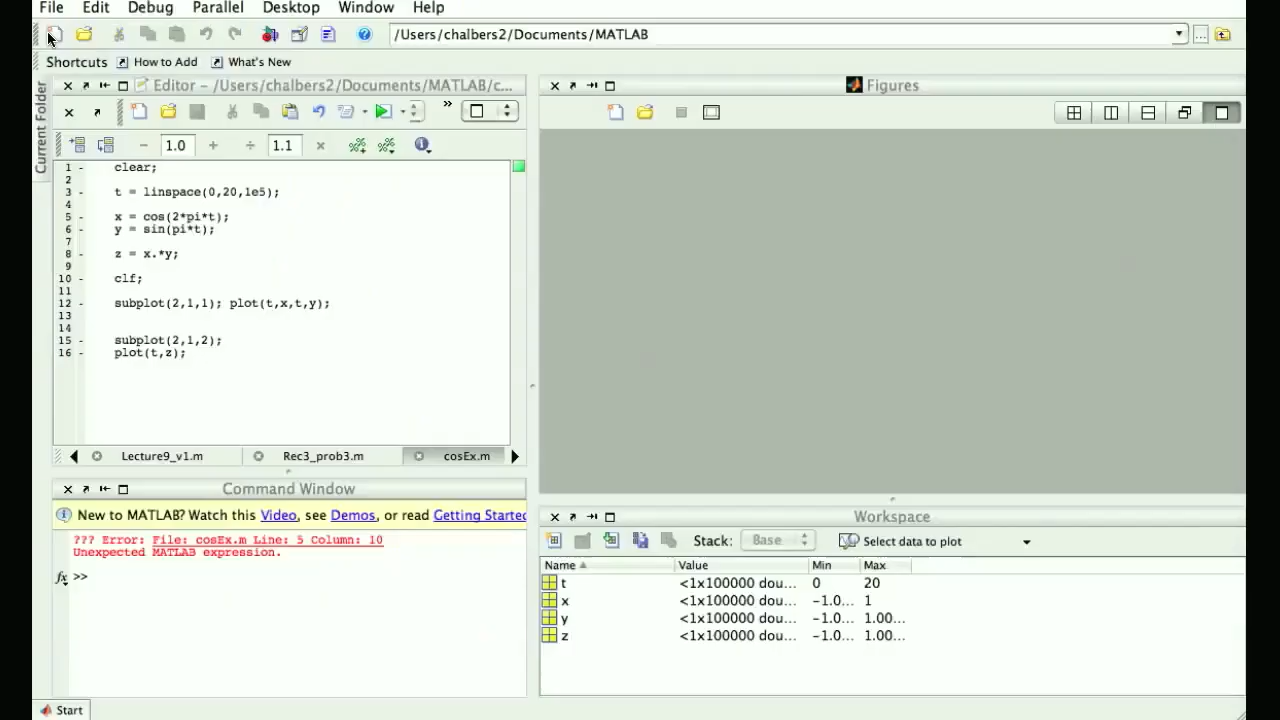 File Edit Debug Parallel Desktop Window Help
/Users/chalbers2/Documents/MATLAB
...
Shortcuts How to Add What's New
Current Folder
Editor – /Users/chalbers2/Documents/MATLAB/c...
1.0 + ÷ 1.1 ×
1 - clear;
2
3 - t = linspace(0,20,1e5);
4
5 - x = cos(2*pi*t);
6 - y = sin(pi*t);
7
8 - z = x.*y;
9
10 - clf;
11
12 - subplot(2,1,1); plot(t,x,t,y);
13
14
15 - subplot(2,1,2);
16 - plot(t,z);
Lecture9_v1.m Rec3_prob3.m cosEx.m
Command Window
New to MATLAB? Watch this Video, see Demos, or read Getting Started
??? Error: File: cosEx.m Line: 5 Column: 10
Unexpected MATLAB expression.
fx >>
Figures
Workspace
Stack: Base Select data to plot
Name Value Min Max
t <1x100000 dou... 0 20
x <1x100000 dou... -1.0... 1
y <1x100000 dou... -1.0... 1.00...
z <1x100000 dou... -1.0... 1.00...
Start